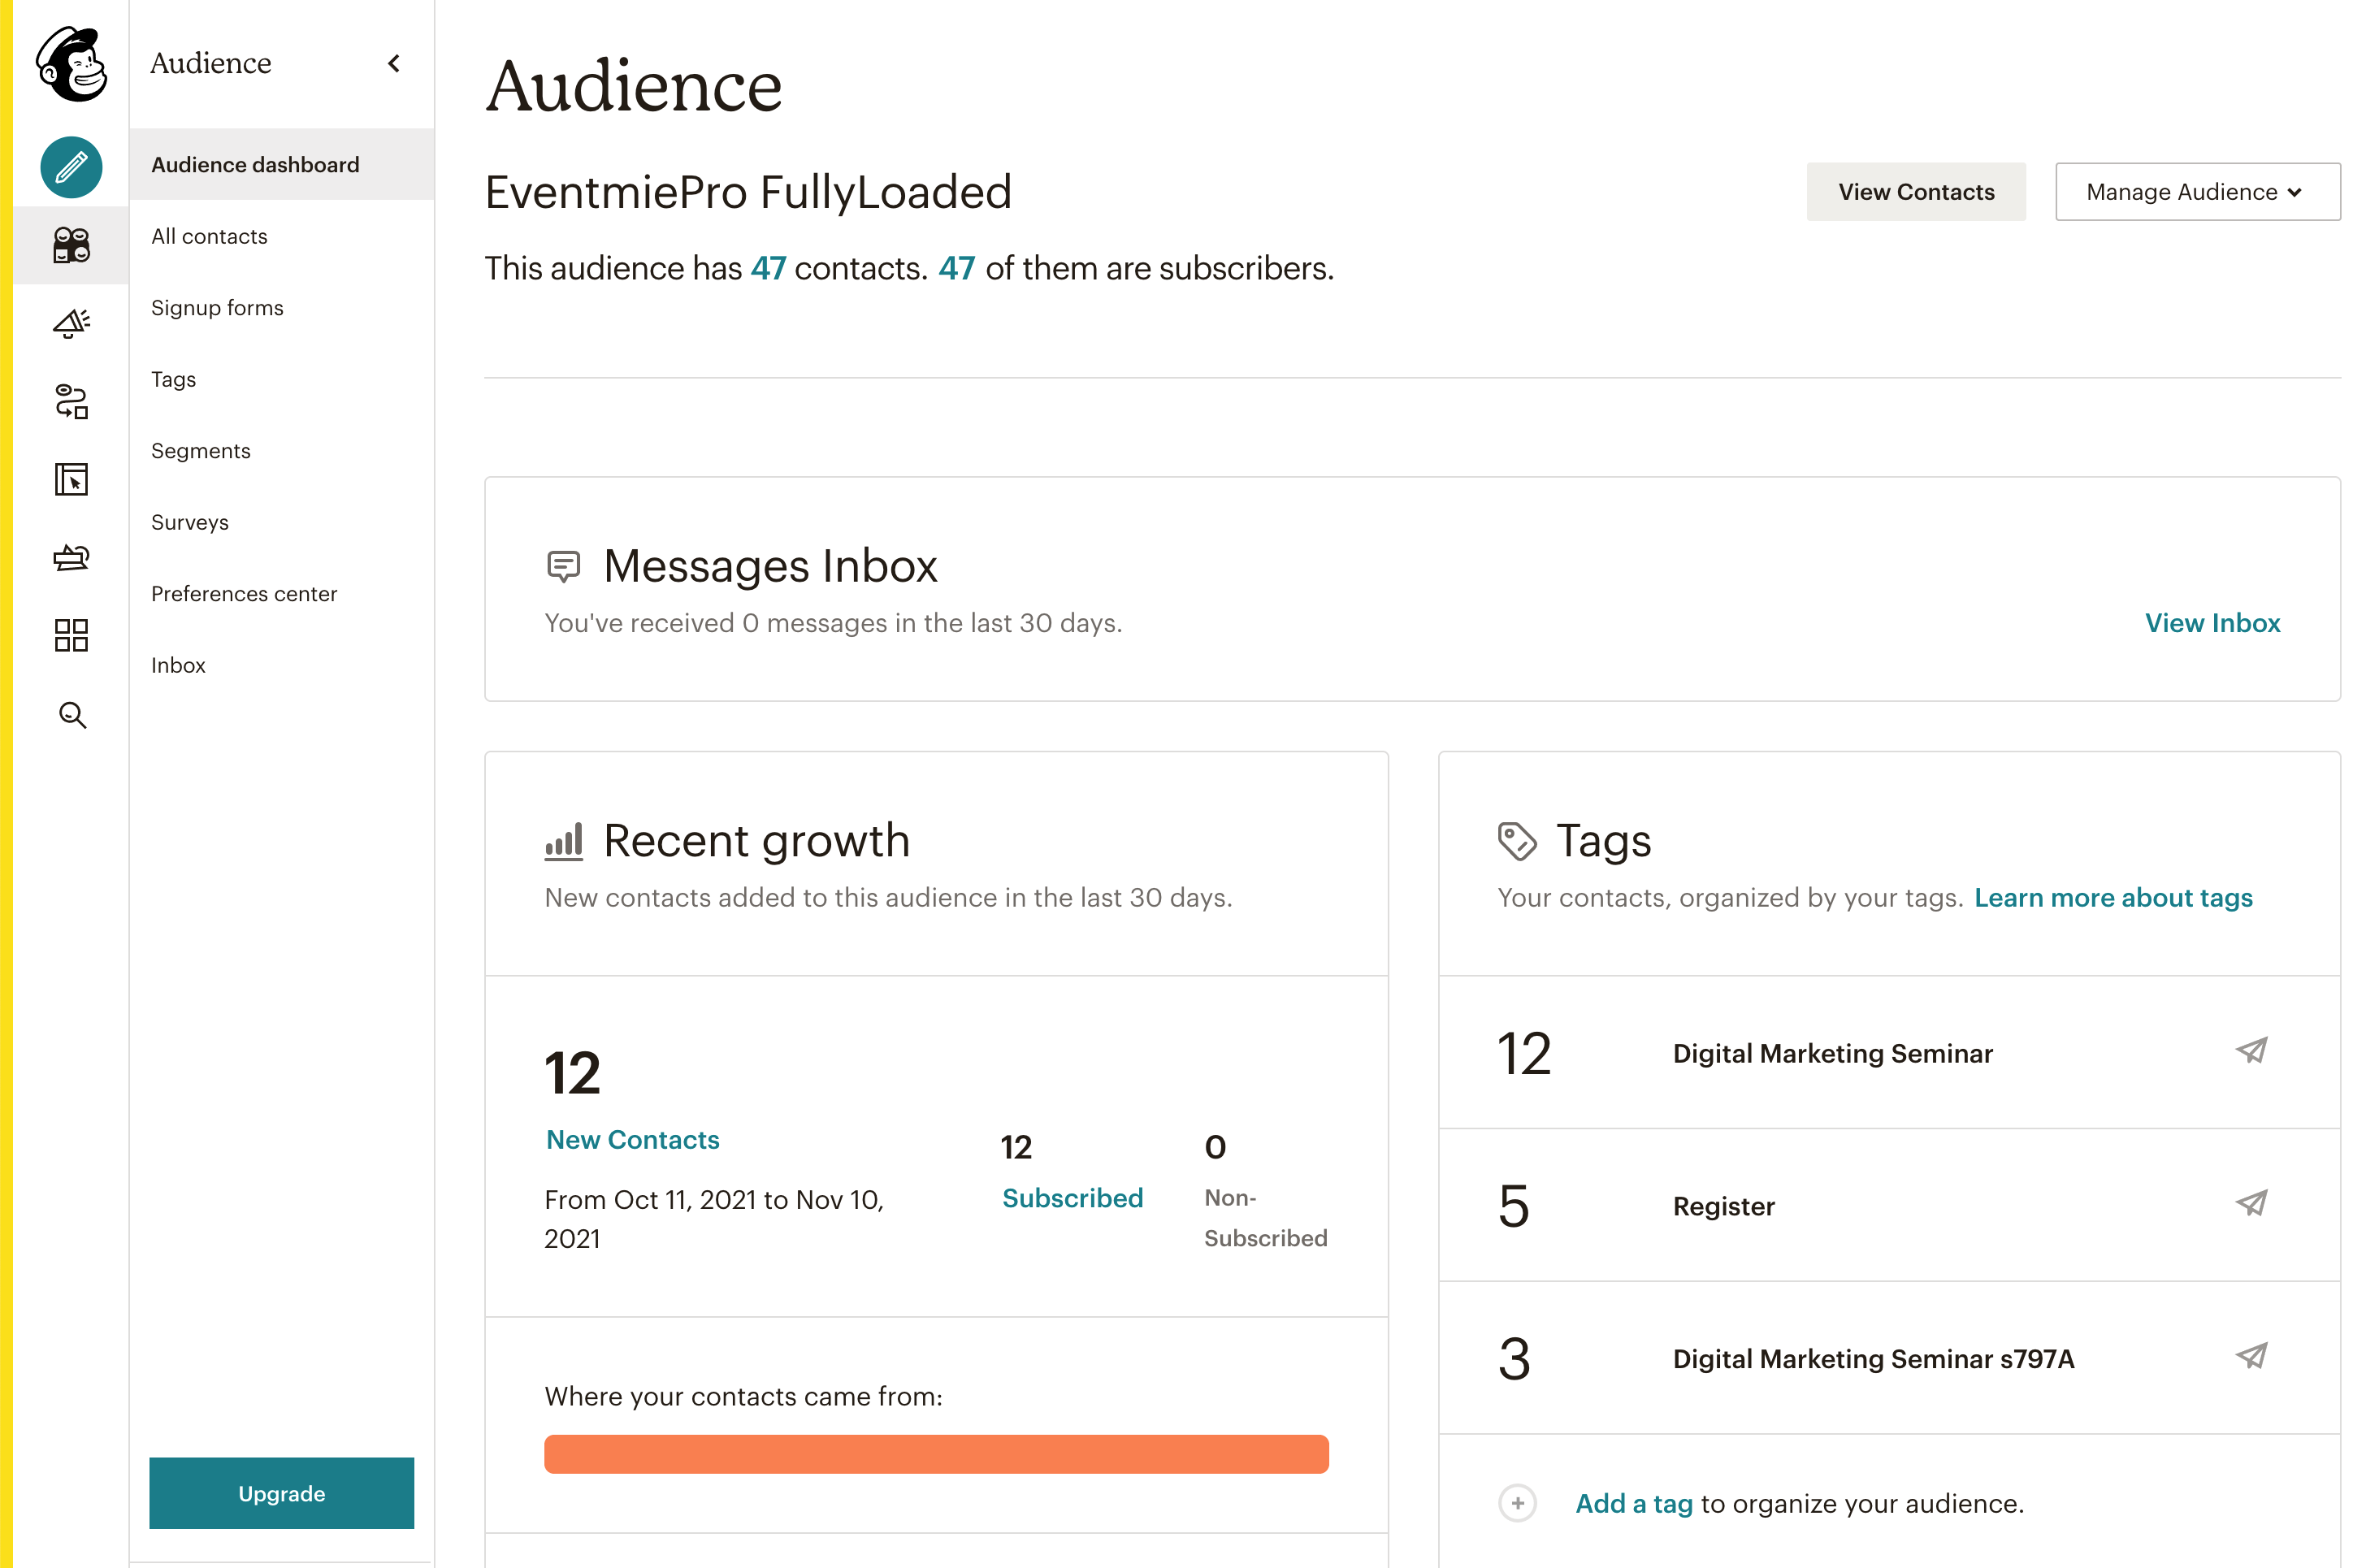 Audience
Audience dashboard
All contacts
Signup forms
Tags
Segments
Surveys
Preferences center
Inbox
Upgrade
Audience
EventmiePro FullyLoaded
View Contacts
Manage Audience
This audience has 47 contacts. 47 of them are subscribers.
Messages Inbox
You've received 0 messages in the last 30 days.
View Inbox
Recent growth
New contacts added to this audience in the last 30 days.
12
New Contacts
From Oct 11, 2021 to Nov 10,
2021
12
Subscribed
0
Non-
Subscribed
Where your contacts came from:
Tags
Your contacts, organized by your tags. Learn more about tags
12 Digital Marketing Seminar
5 Register
3 Digital Marketing Seminar s797A
Add a tag to organize your audience.